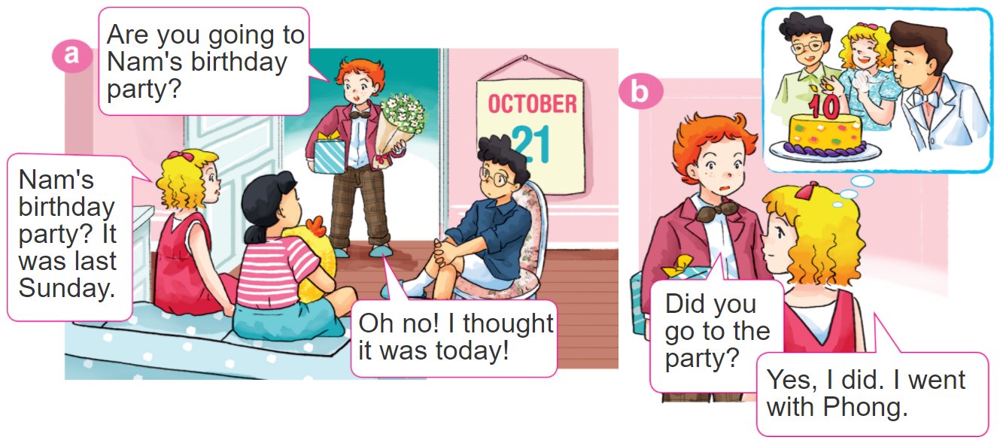 a
Are you going to
Nam's birthday
party?
Nam's
birthday
party? It
was last
Sunday.
Oh no! I thought
it was today!
OCTOBER
21
b
10
Did you
go to the
party?
Yes, I did. I went
with Phong.